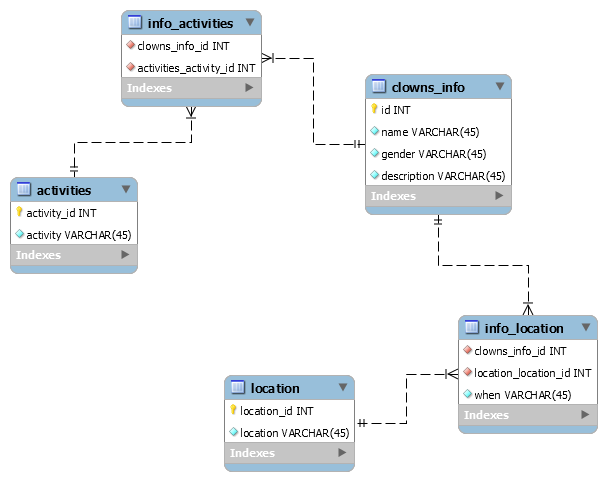 info_activities
clowns_info_id INT
activities_activity_id INT
Indexes
clowns_info
id INT
name VARCHAR(45)
gender VARCHAR(45)
description VARCHAR(45)
Indexes
activities
activity_id INT
activity VARCHAR(45)
Indexes
info_location
clowns_info_id INT
location_location_id INT
when VARCHAR(45)
Indexes
location
location_id INT
location VARCHAR(45)
Indexes